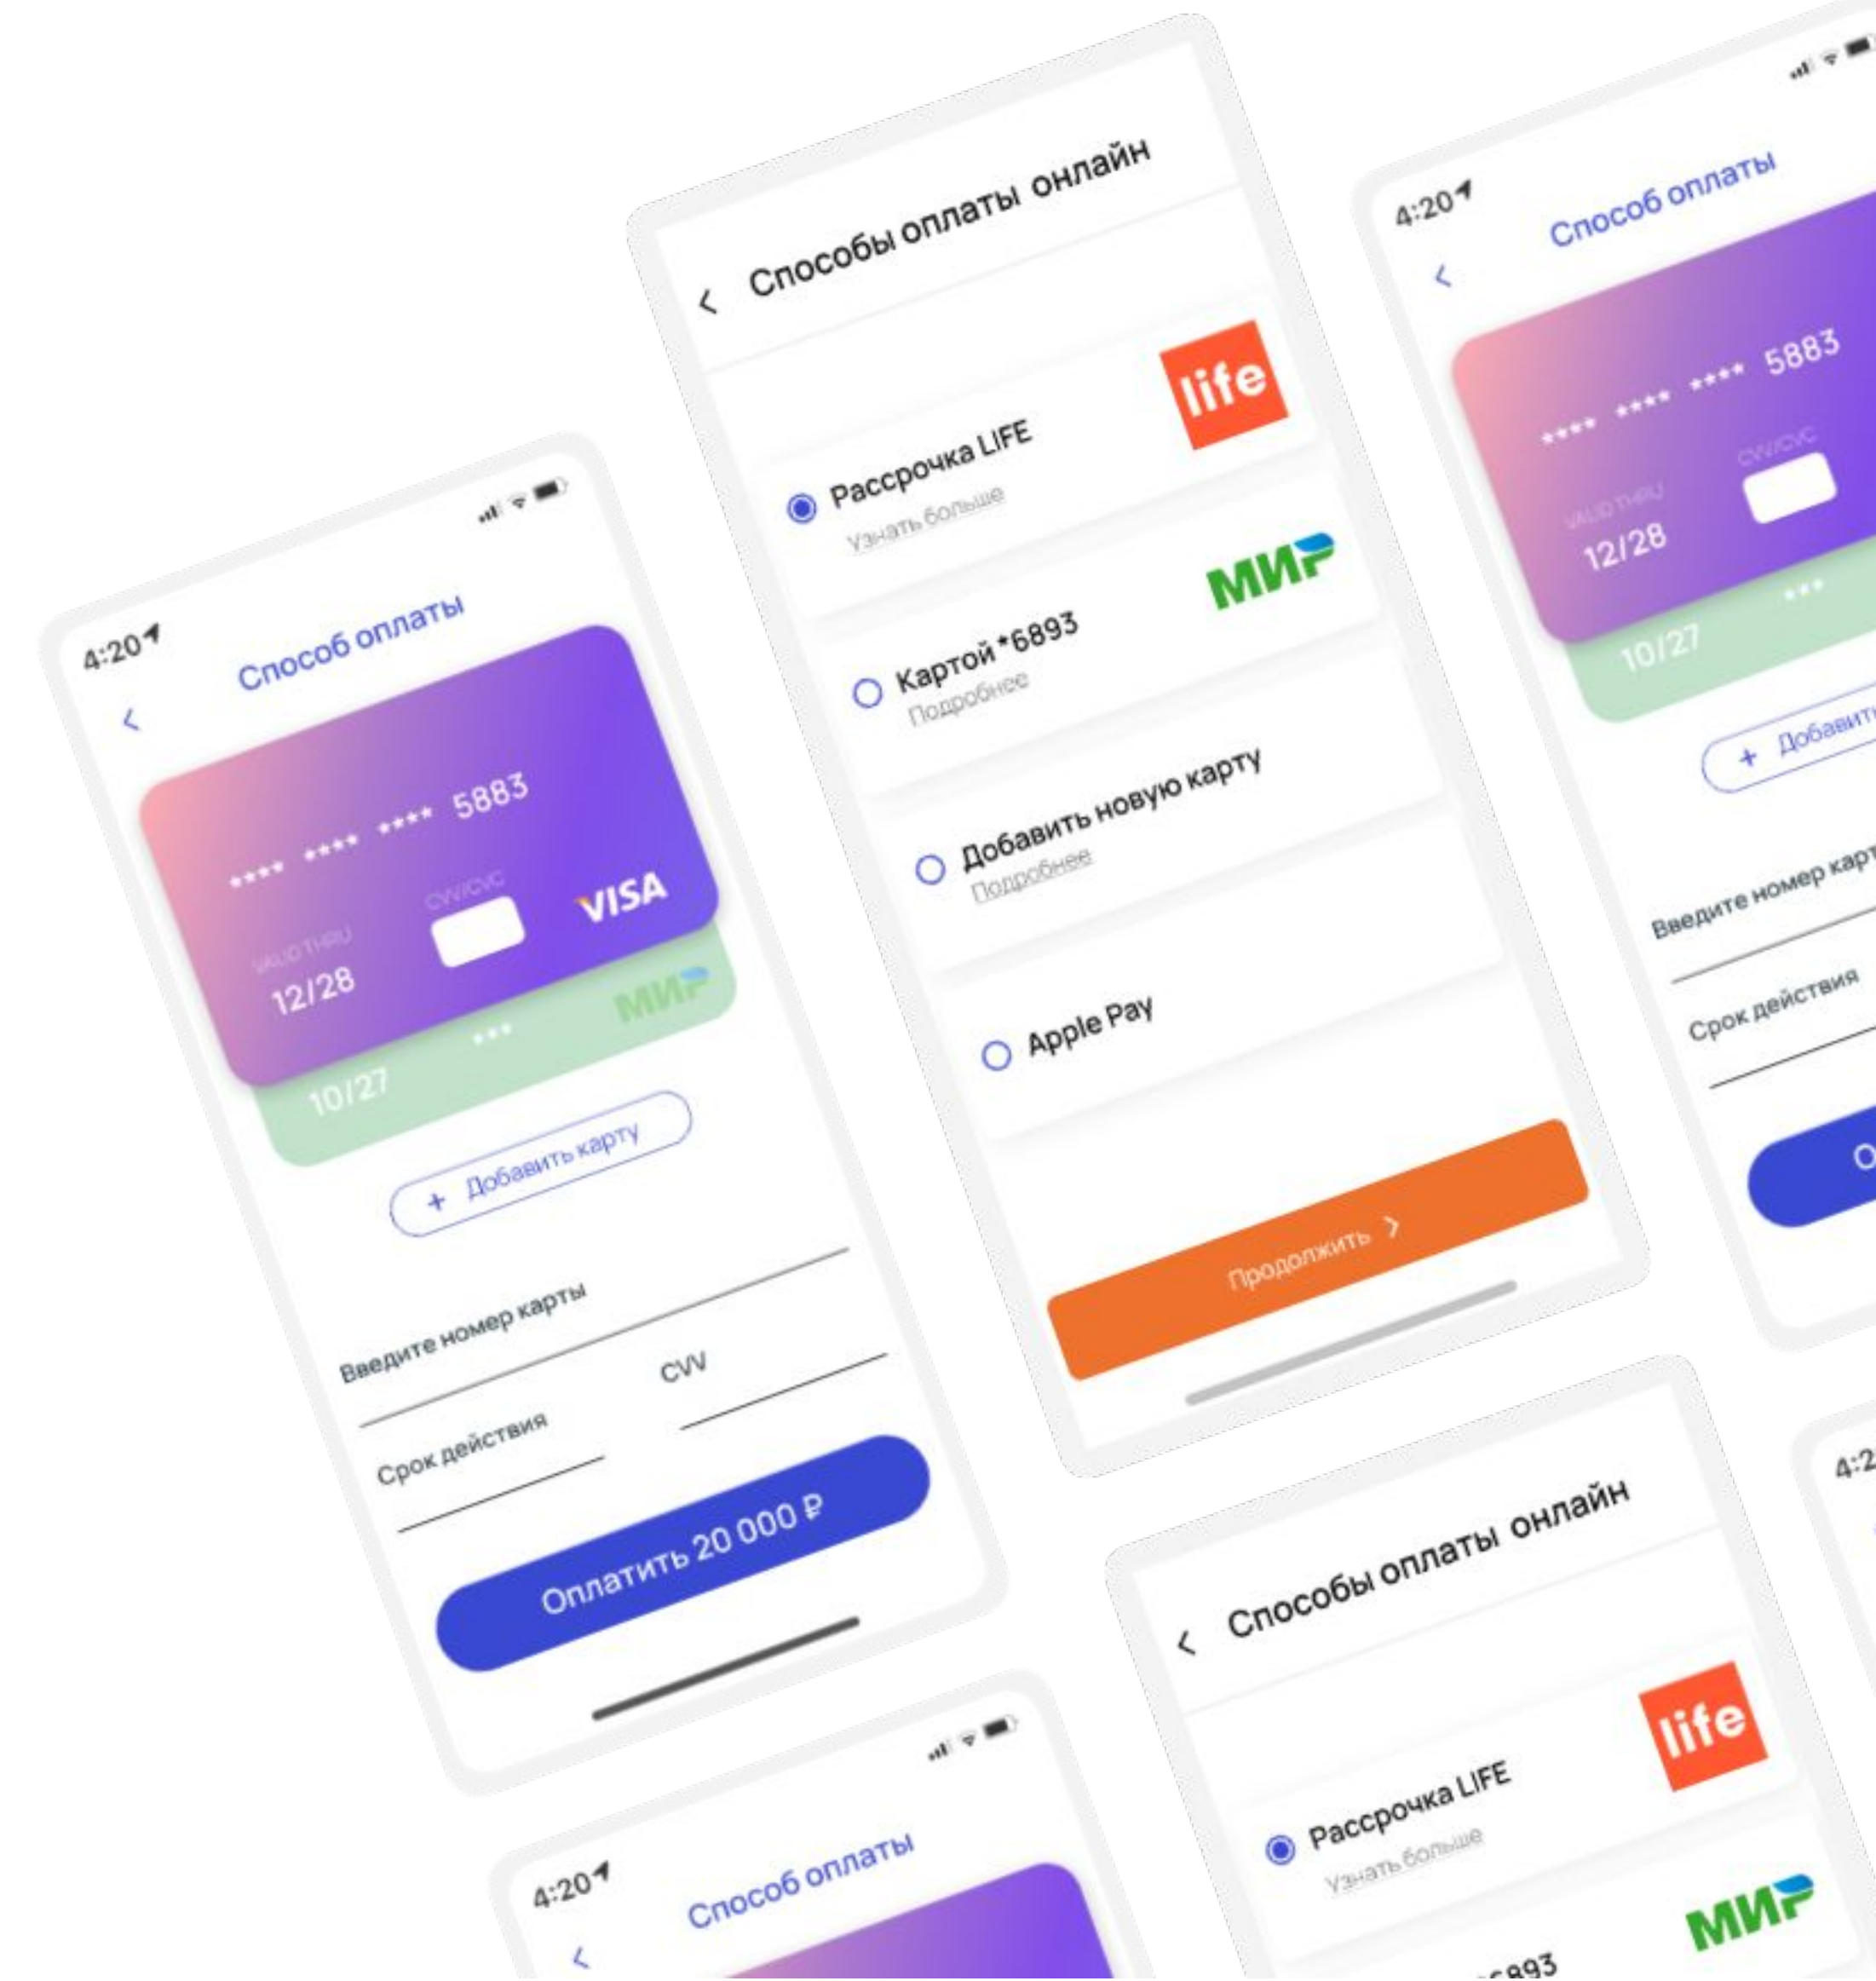 4:20
Способ оплаты
**** **** **** 5883
VALID THRU
12/28
CVV/CVC
VISA
10/27
***
МИР
+ Добавить карту
Введите номер карты
Срок действия
CVV
Оплатить 20 000 ₽
Способы оплаты онлайн
Рассрочка LIFE
Узнать больше
life
Картой *6893
Подробнее
МИР
Добавить новую карту
Подробнее
Apple Pay
Продолжить
4:20
Способ оплаты
**** **** **** 5883
VALID THRU
12/28
CVV/CVC
10/27
***
+ Добавить
Введите номер карт
Срок действия
О
4:20
Способ оплаты
Способы оплаты онлайн
Рассрочка LIFE
Узнать больше
life
6893
МИР
4:2